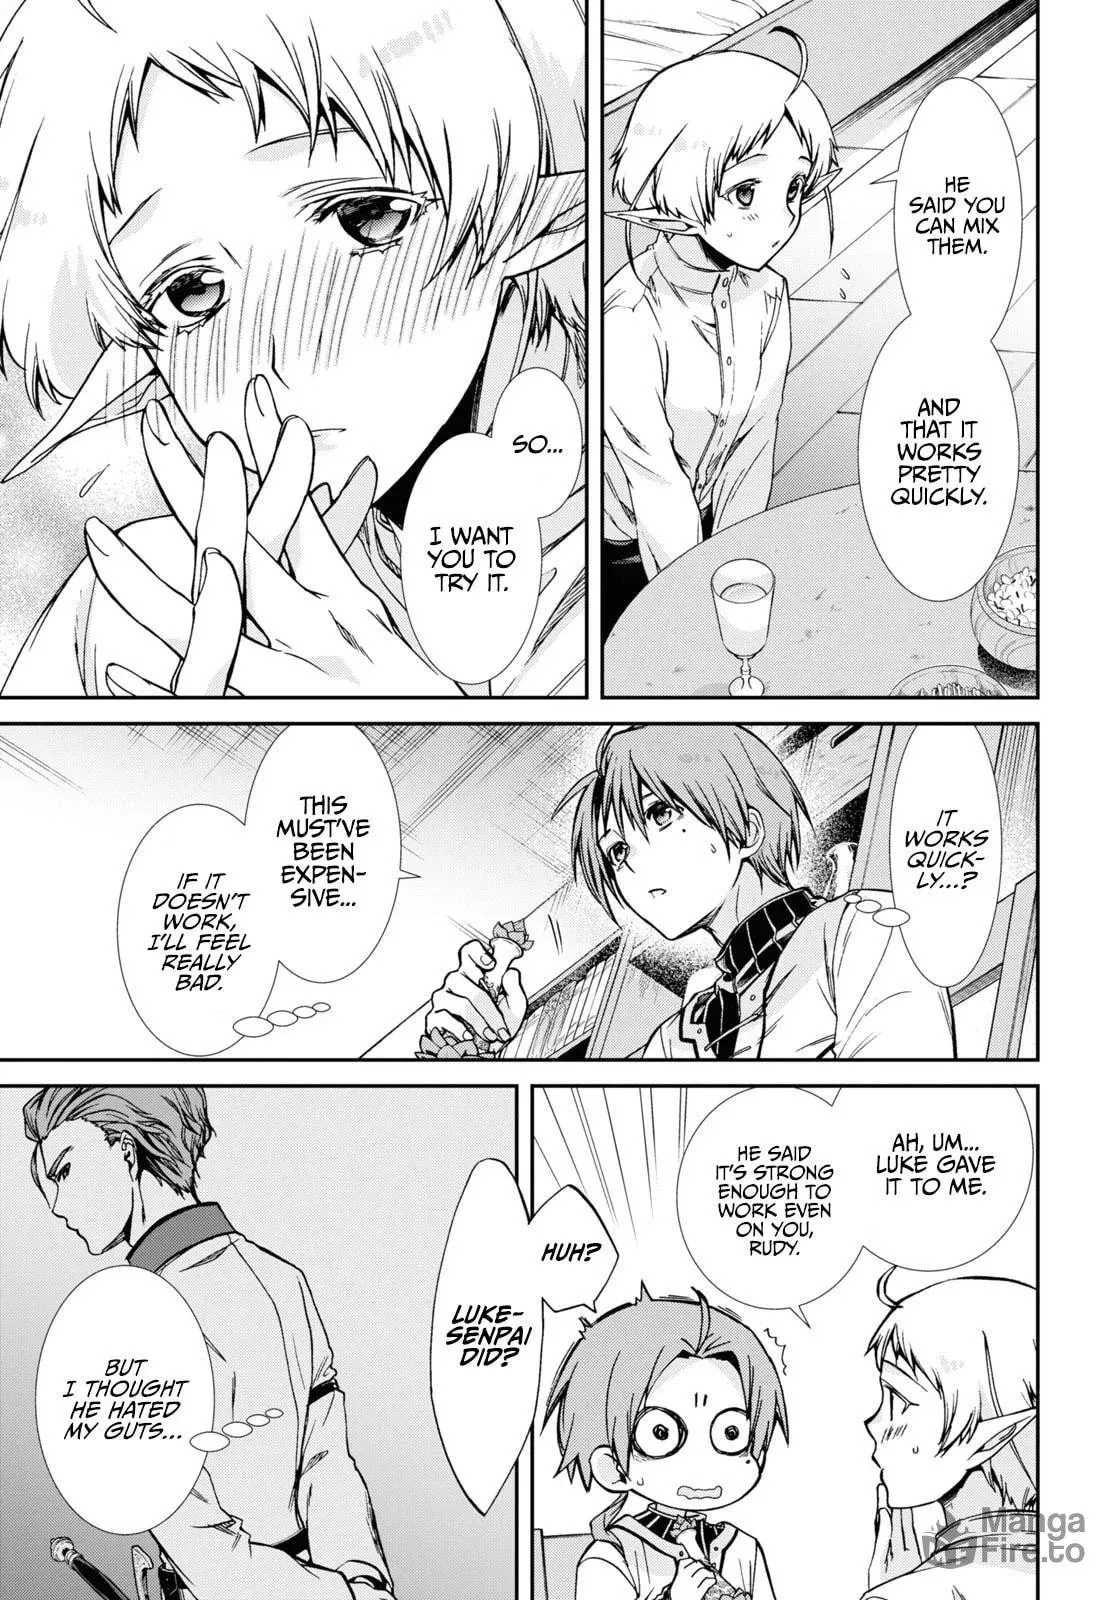 HE
SAID YOU
CAN MIX
THEM.
AND
THAT IT
WORKS
PRETTY
QUICKLY.
SO...
I WANT
YOU TO
TRY IT.
IT
WORKS
QUICK-
LY...?
THIS
MUST'VE
BEEN
EXPEN-
SIVE...
IF IT
DOESN'T
WORK,
I'LL FEEL
REALLY
BAD.
AH, UM...
LUKE GAVE
IT TO ME.
HE SAID
IT'S STRONG
ENOUGH TO
WORK EVEN
ON YOU,
RUDY.
HUH?
LUKE-
SENPAI
DID?
BUT
I THOUGHT
HE HATED
MY GUTS...
Manga
Fire.to